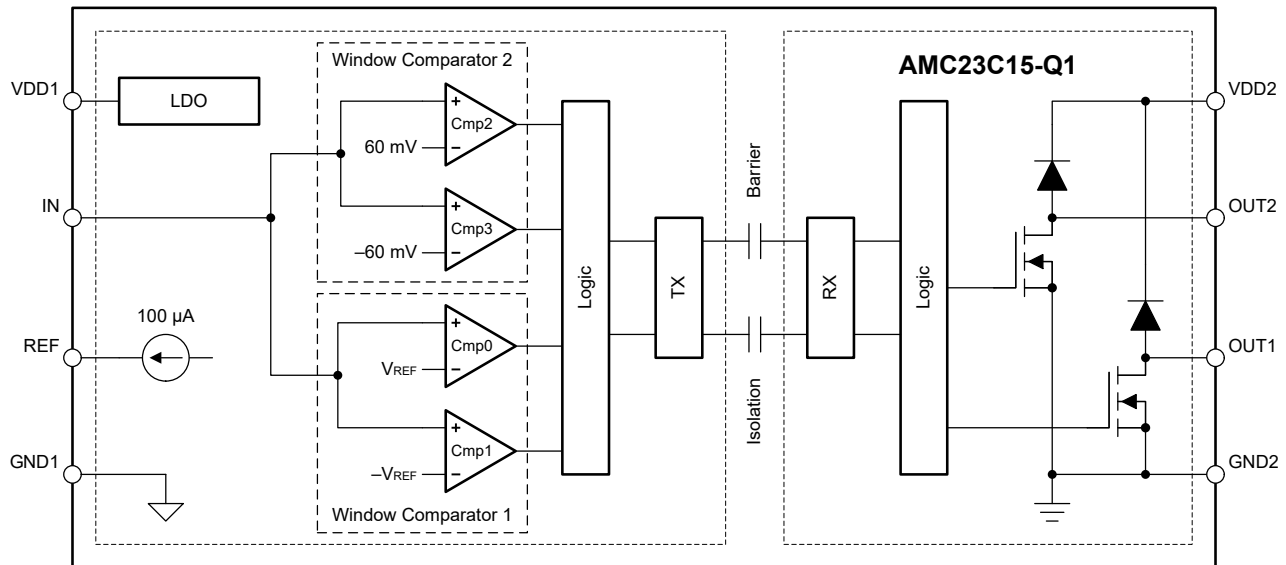 Window Comparator 2
AMC23C15-Q1
VDD1
LDO
+
Cmp2
60 mV
–
VDD2
Barrier
IN
+
Cmp3
–60 mV
–
OUT2
Logic
TX
RX
Logic
REF
100 µA
+
Cmp0
VREF
–
OUT1
Isolation
GND1
+
Cmp1
–VREF
–
GND2
Window Comparator 1